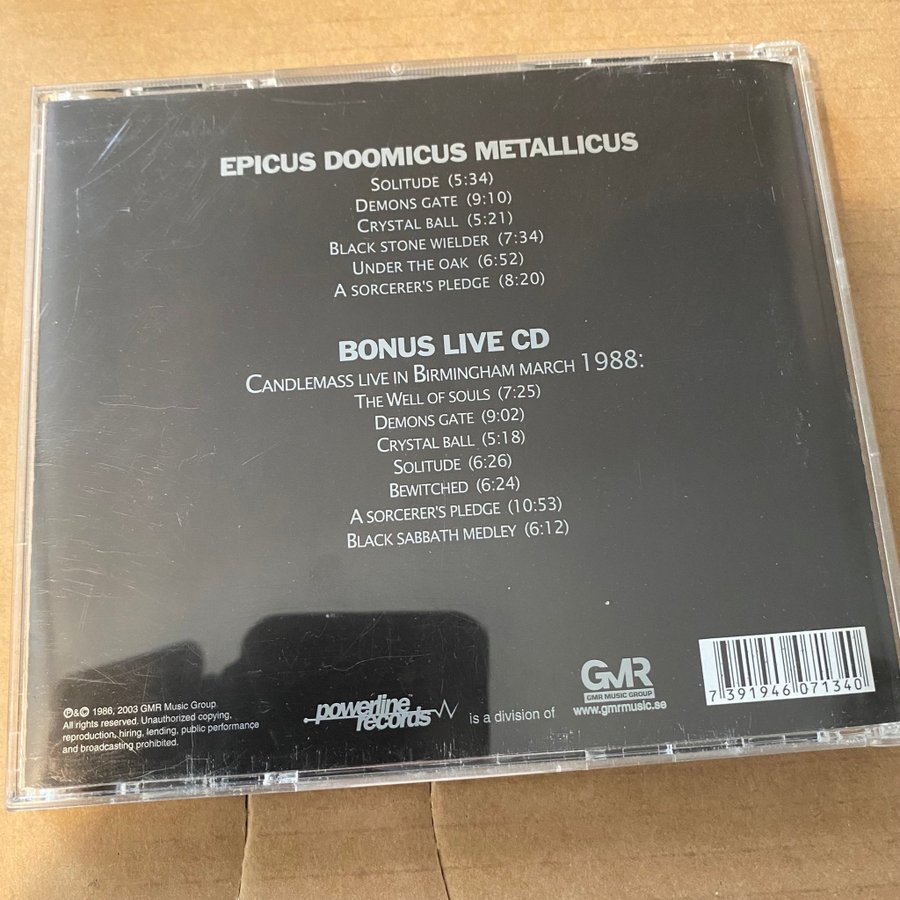 EPICUS DOOMICUS METALLICUS
SOLITUDE (5:34)
DEMONS GATE (9:10)
CRYSTAL BALL (5:21)
BLACK STONE WIELDER (7:34)
UNDER THE OAK (6:52)
A SORCERER'S PLEDGE (8:20)
BONUS LIVE CD
CANDLEMASS LIVE IN BIRMINGHAM MARCH 1988:
THE WELL OF SOULS (7:25)
DEMONS GATE (9:02)
CRYSTAL BALL (5:18)
SOLITUDE (6:26)
BEWITCHED (6:24)
A SORCERER'S PLEDGE (10:53)
BLACK SABBATH MEDLEY (6:12)
℗&© 1986, 2003 GMR Music Group.
All rights reserved. Unauthorized copying,
reproduction, hiring, lending, public performance
and broadcasting prohibited.
powerline™
records
is a division of
GMR
GMR MUSIC GROUP
www.gmrmusic.se
7 391946 071340